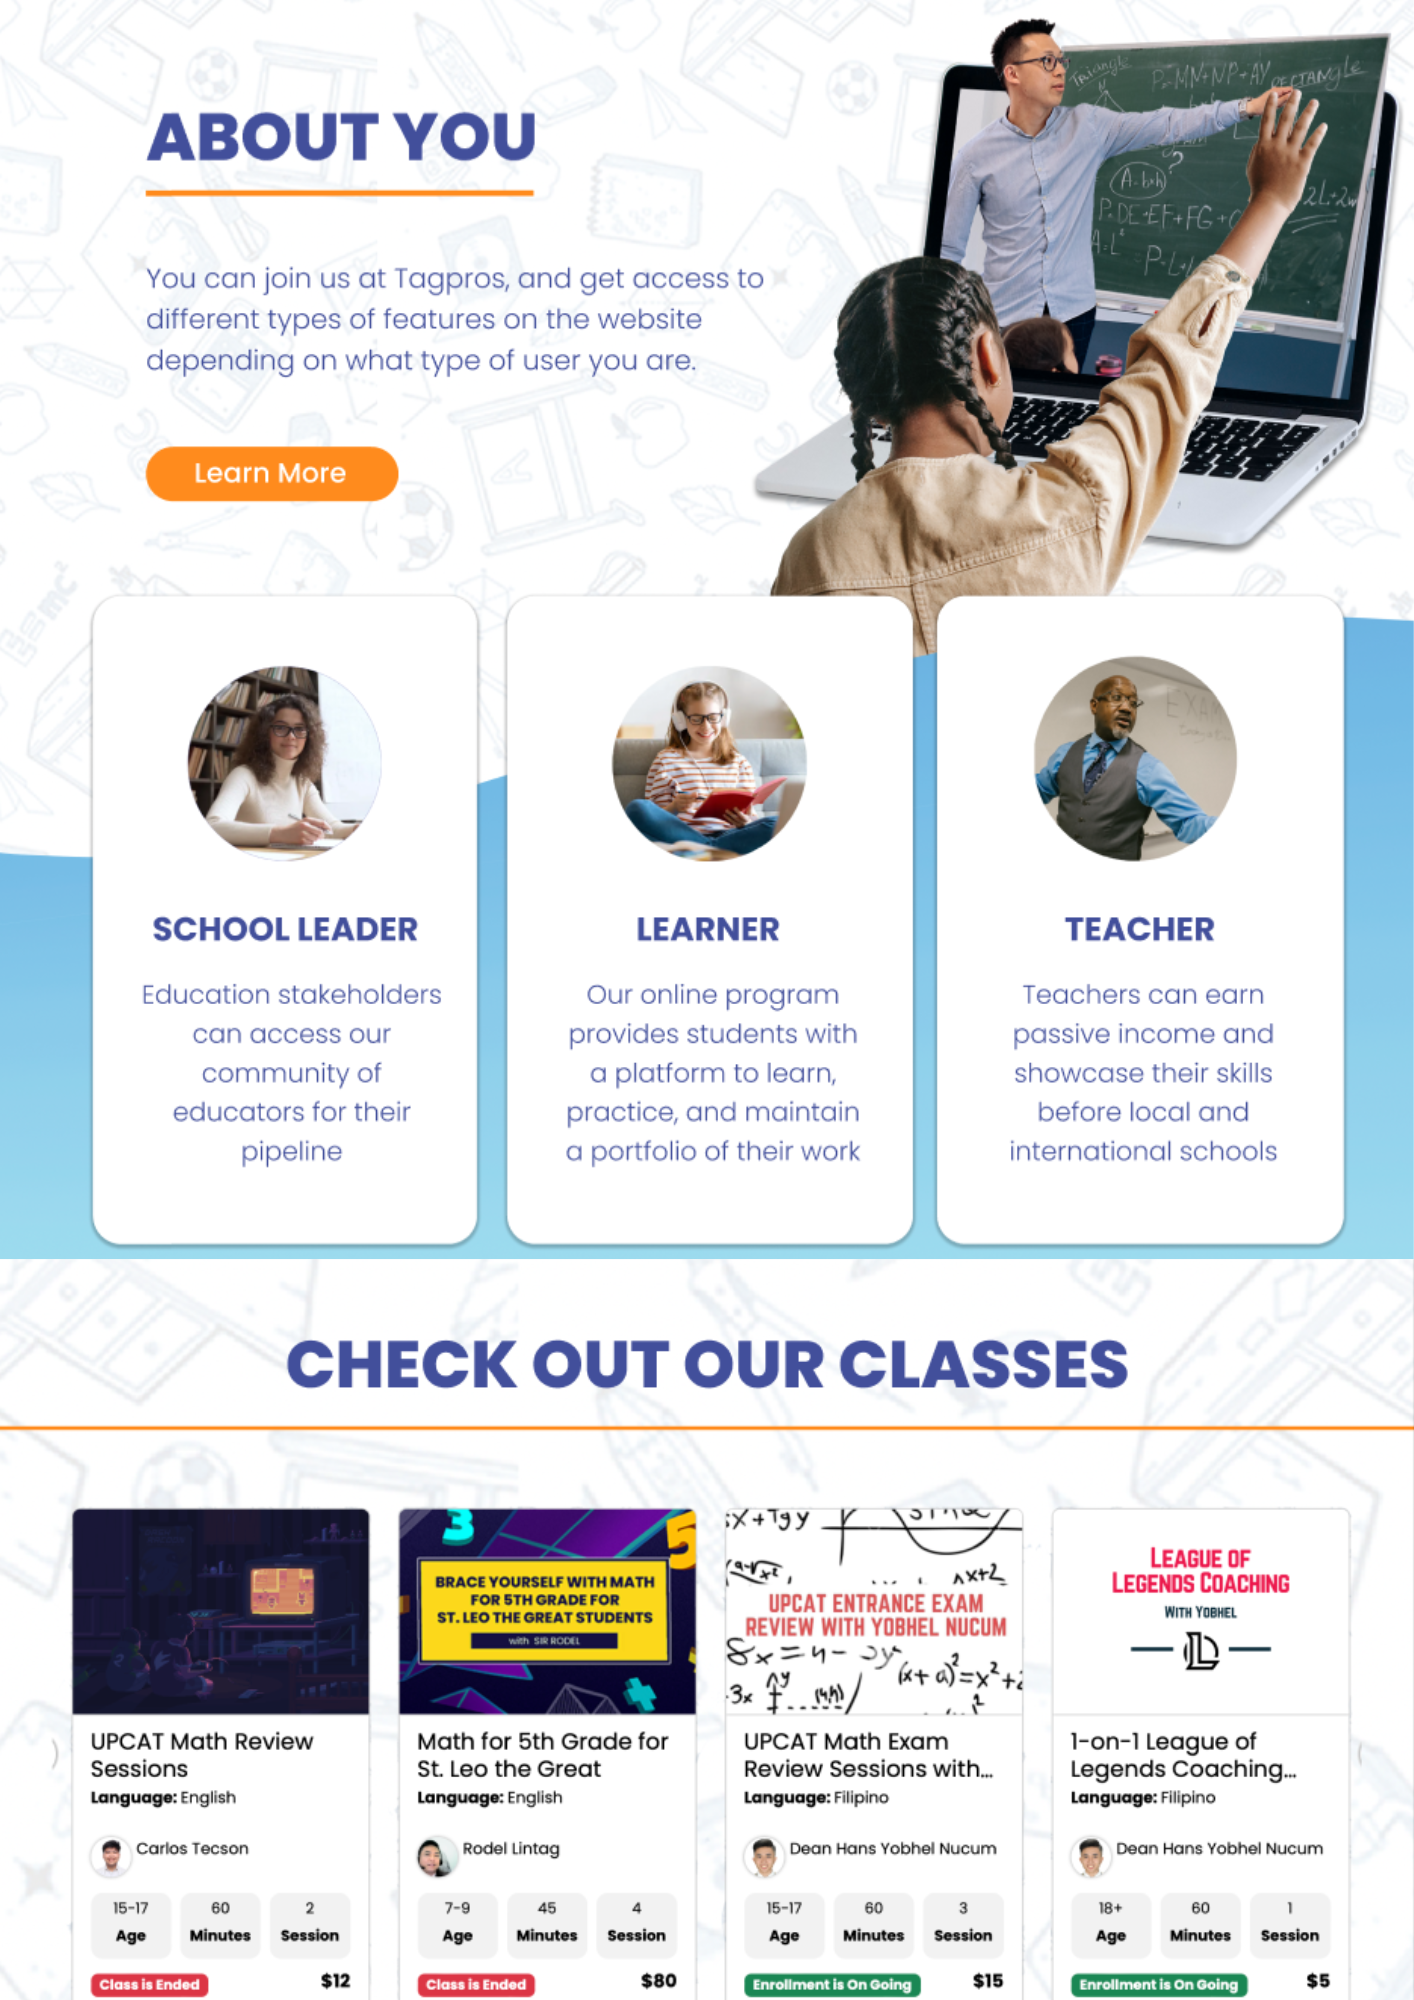 ABOUT YOU
Triangle
P=MN+NP+AY
RECTANGLE
A=b×h
?
You can join us at Tagpros, and get access to
different types of features on the website
depending on what type of user you are.
Learn More
SCHOOL LEADER
Education stakeholders
can access our
community of
educators for their
pipeline
LEARNER
Our online program
provides students with
a platform to learn,
practice, and maintain
a portfolio of their work
EXAM
TEACHER
Teachers can earn
passive income and
showcase their skills
before local and
international schools
CHECK OUT OUR CLASSES
UPCAT Math Review
Sessions
Language: English
Carlos Tecson
15-17 60 2
Age Minutes Session
Class is Ended $12
3
5
BRACE YOURSELF WITH MATH
FOR 5TH GRADE FOR
ST. LEO THE GREAT STUDENTS
with SIR RODEL
Math for 5th Grade for
St. Leo the Great
Language: English
Rodel Lintag
7-9 45 4
Age Minutes Session
Class is Ended $80
UPCAT ENTRANCE EXAM
REVIEW WITH YOBHEL NUCUM
(x+a)²=x²+
UPCAT Math Exam
Review Sessions with...
Language: Filipino
Dean Hans Yobhel Nucum
15-17 60 3
Age Minutes Session
Enrollment is On Going $15
LEAGUE OF
LEGENDS COACHING
WITH YOBHEL
1-on-1 League of
Legends Coaching...
Language: Filipino
Dean Hans Yobhel Nucum
18+ 60 1
Age Minutes Session
Enrollment is On Going $5